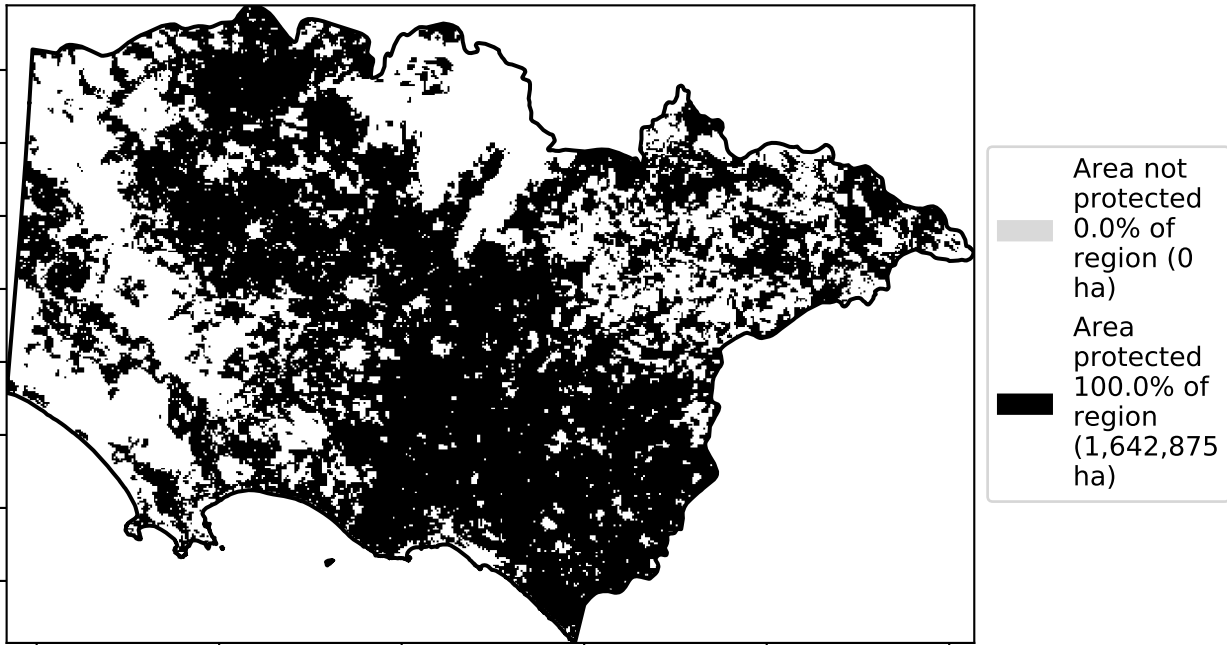 Area not
protected
0.0% of
region (0
ha)
Area
protected
100.0% of
region
(1,642,875
ha)